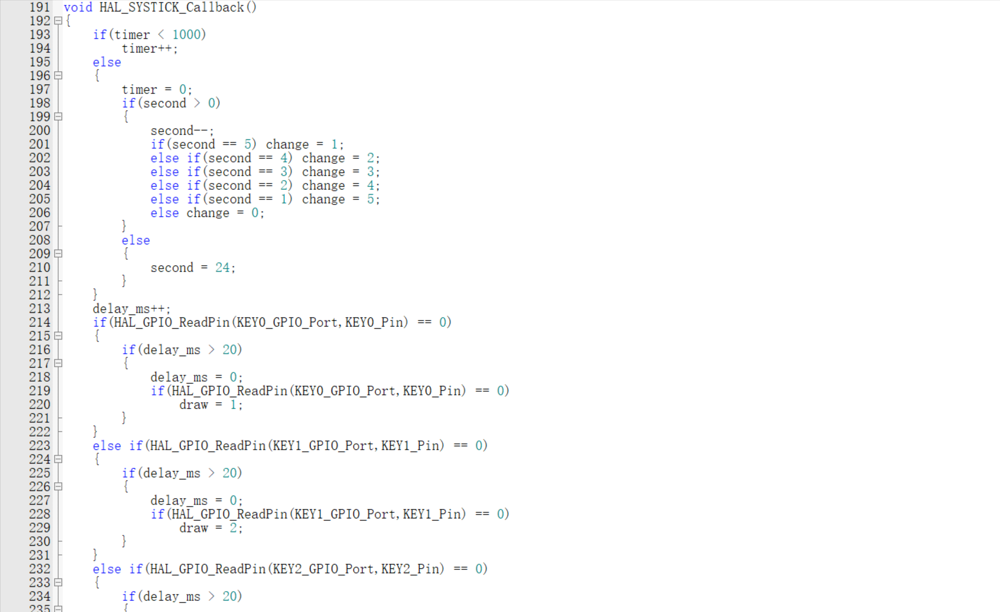 191 void HAL_SYSTICK_Callback()
192 {
193 if(timer < 1000)
194 timer++;
195 else
196 {
197 timer = 0;
198 if(second > 0)
199 {
200 second--;
201 if(second == 5) change = 1;
202 else if(second == 4) change = 2;
203 else if(second == 3) change = 3;
204 else if(second == 2) change = 4;
205 else if(second == 1) change = 5;
206 else change = 0;
207 }
208 else
209 {
210 second = 24;
211 }
212 }
213 delay_ms++;
214 if(HAL_GPIO_ReadPin(KEY0_GPIO_Port,KEY0_Pin) == 0)
215 {
216 if(delay_ms > 20)
217 {
218 delay_ms = 0;
219 if(HAL_GPIO_ReadPin(KEY0_GPIO_Port,KEY0_Pin) == 0)
220 draw = 1;
221 }
222 }
223 else if(HAL_GPIO_ReadPin(KEY1_GPIO_Port,KEY1_Pin) == 0)
224 {
225 if(delay_ms > 20)
226 {
227 delay_ms = 0;
228 if(HAL_GPIO_ReadPin(KEY1_GPIO_Port,KEY1_Pin) == 0)
229 draw = 2;
230 }
231 }
232 else if(HAL_GPIO_ReadPin(KEY2_GPIO_Port,KEY2_Pin) == 0)
233 {
234 if(delay_ms > 20)
235 {